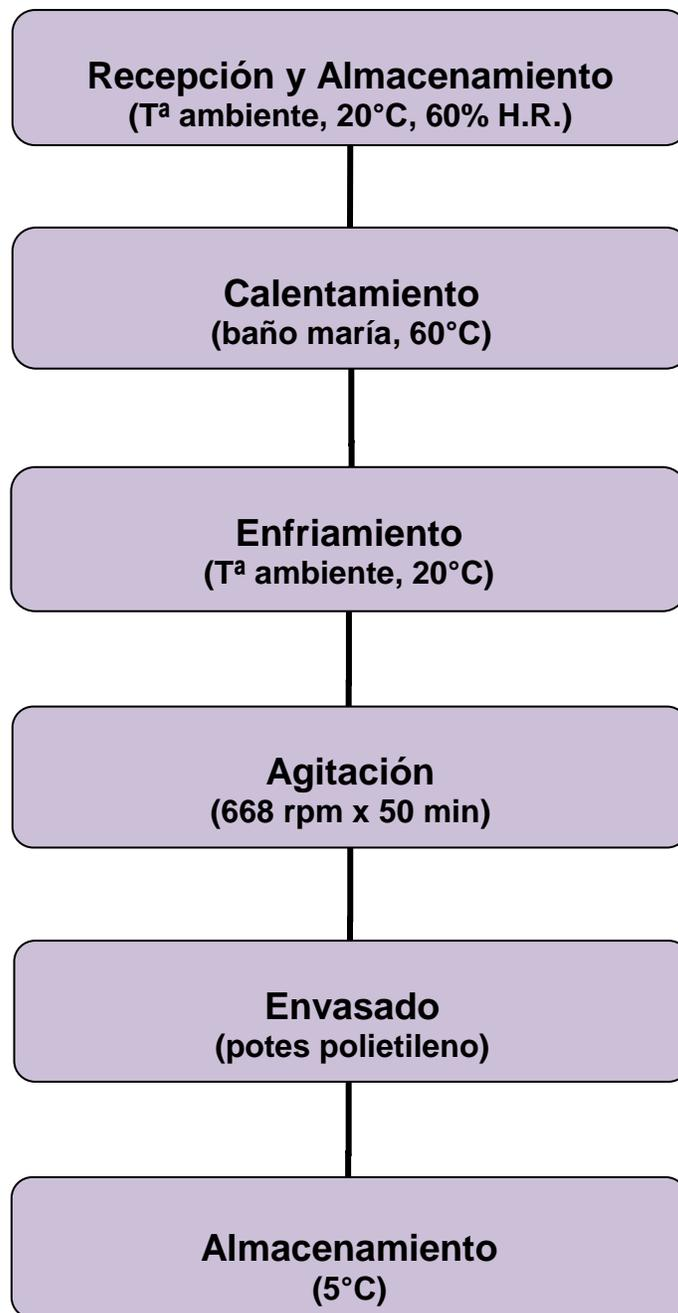 Recepción y Almacenamiento
(Tª ambiente, 20°C, 60% H.R.)
Calentamiento
(baño maría, 60°C)
Enfriamiento
(Tª ambiente, 20°C)
Agitación
(668 rpm x 50 min)
Envasado
(potes polietileno)
Almacenamiento
(5°C)